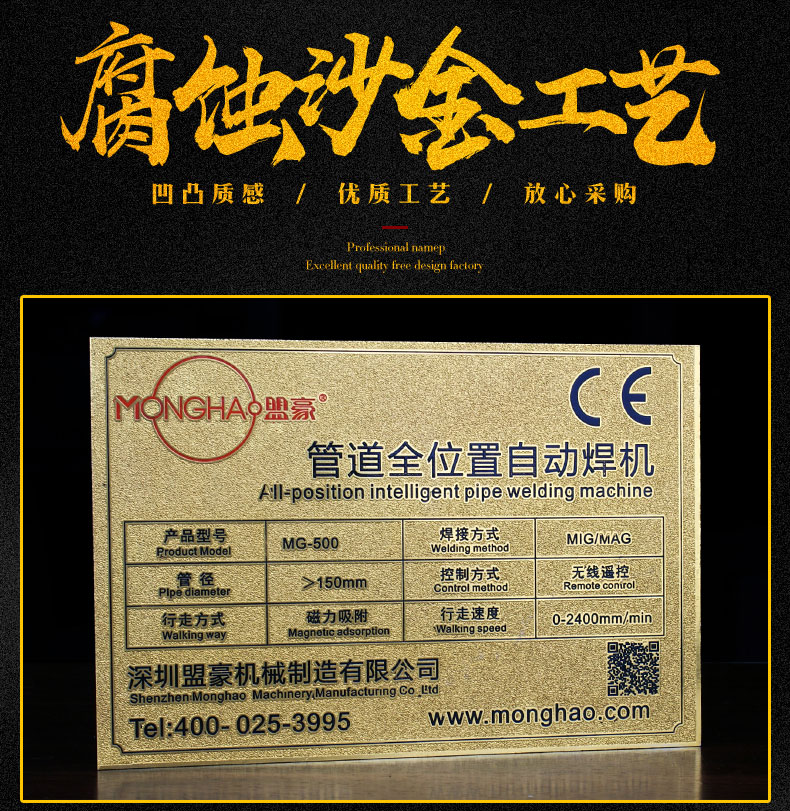 腐蚀沙金工艺
凹凸质感 / 优质工艺 / 放心采购
Professional namep
Excellent quality free design factory
MONGHAO盟豪®
CE
管道全位置自动焊机
All-position intelligent pipe welding machine
产品型号 MG-500 焊接方式 MIG/MAG
Product Model Welding method
管径 >150mm 控制方式 无线遥控
Pipe diameter Control method Remote control
行走方式 磁力吸附 行走速度 0-2400mm/min
Walking way Magnetic adsorption Walking speed
深圳盟豪机械制造有限公司
Shenzhen Monghao Machinery Manufacturing Co.,Ltd
Tel:400-025-3995
www.monghao.com